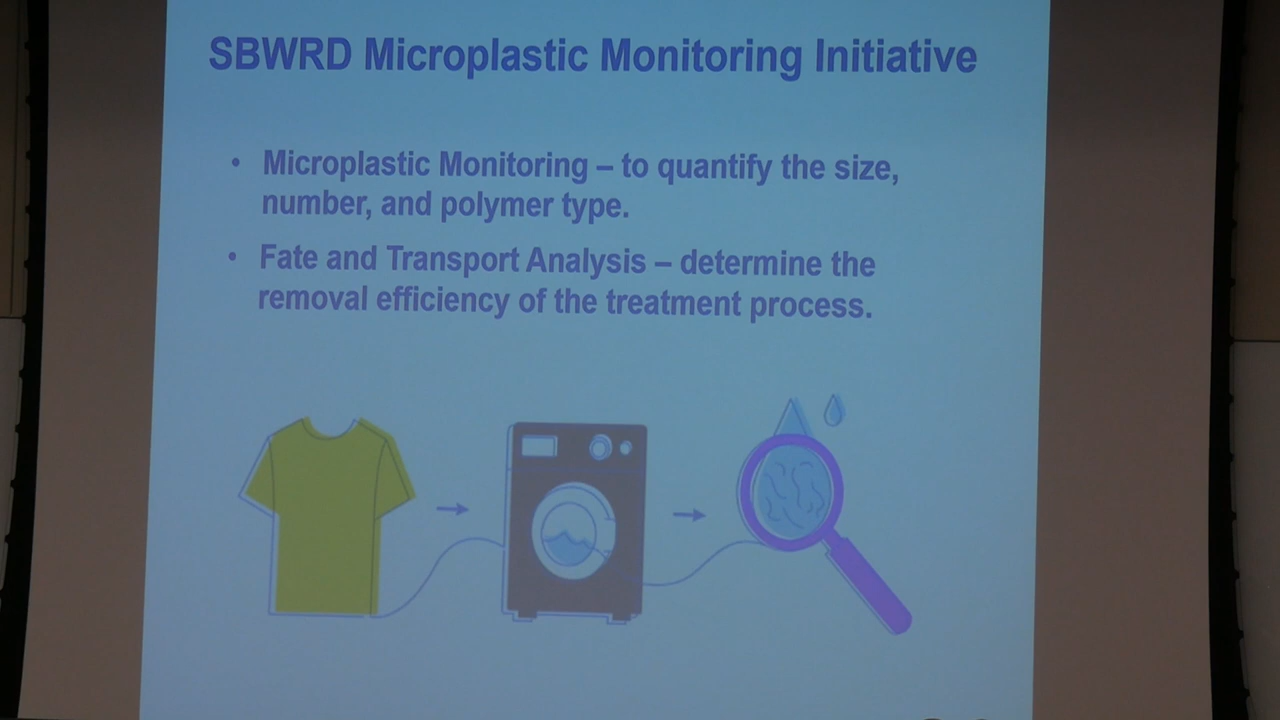 SBWRD Microplastic Monitoring Initiative
• Microplastic Monitoring – to quantify the size,
number, and polymer type.
• Fate and Transport Analysis – determine the
removal efficiency of the treatment process.